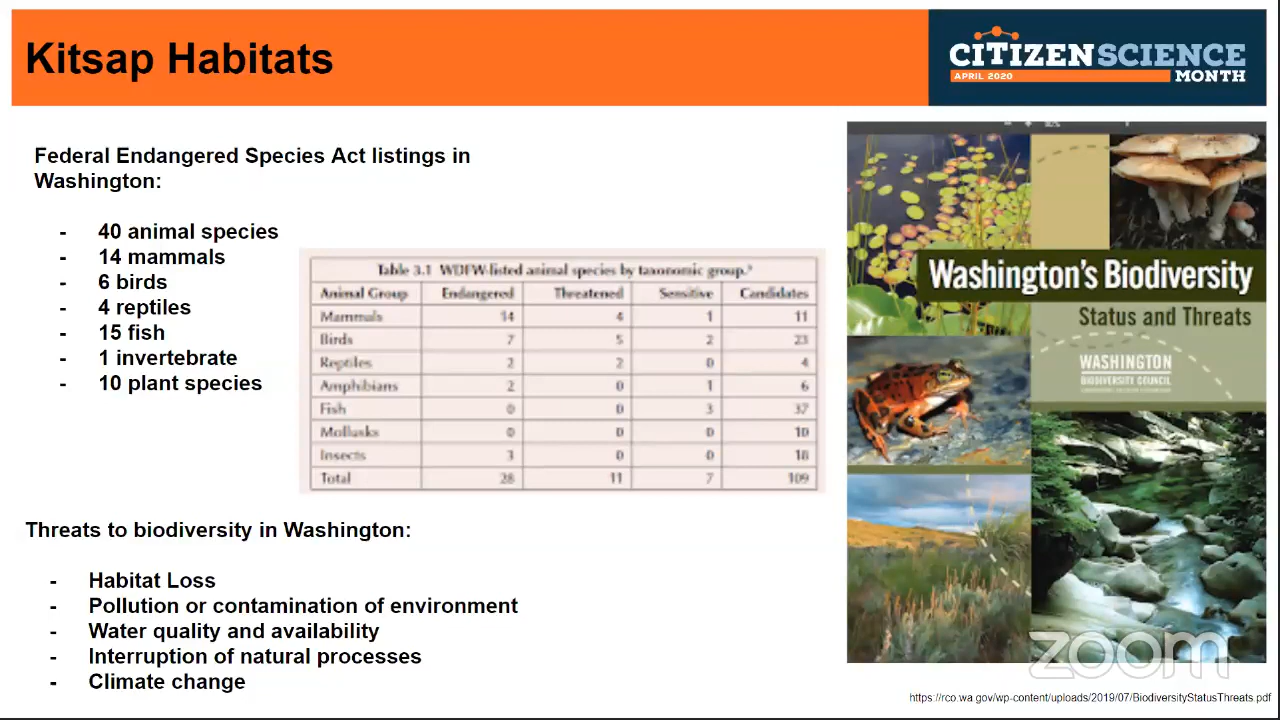 Kitsap Habitats
CITIZENSCIENCE
APRIL 2020
MONTH
Federal Endangered Species Act listings in
Washington:
- 40 animal species
- 14 mammals
- 6 birds
- 4 reptiles
- 15 fish
- 1 invertebrate
- 10 plant species
Table 3.1 WDFW-listed animal species by taxonomic group.
Animal Group Endangered Threatened Sensitive Candidates
Mammals 14 4 1 11
Birds 7 5 2 23
Reptiles 2 2 0 4
Amphibians 2 0 1 6
Fish 0 0 3 37
Mollusks 0 0 0 10
Insects 3 0 0 18
Total 28 11 7 109
Washington's Biodiversity
Status and Threats
WASHINGTON
BIODIVERSITY COUNCIL
Threats to biodiversity in Washington:
- Habitat Loss
- Pollution or contamination of environment
- Water quality and availability
- Interruption of natural processes
- Climate change
zoom
https://rco.wa.gov/wp-content/uploads/2019/07/BiodiversityStatusThreats.pdf